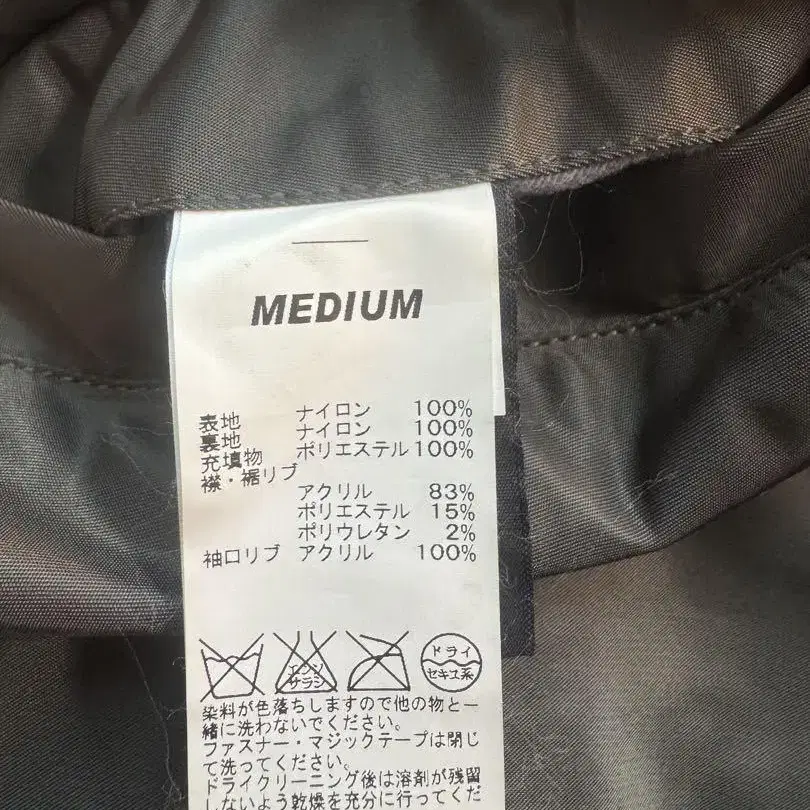 MEDIUM
表地 ナイロン 100%
裏地 ナイロン 100%
充填物 ポリエステル100%
襟・裾リブ
アクリル 83%
ポリエステル 15%
ポリウレタン 2%
袖口リブ アクリル 100%
エンソ
サラシ
ドライ
セキユ系
染料が色落ちしますので他の物と一
緒に洗わないでください。
ファスナー・マジックテープは閉じ
て洗ってください。
ドライクリーニング後は溶剤が残留
しないよう乾燥を充分に行ってくだ